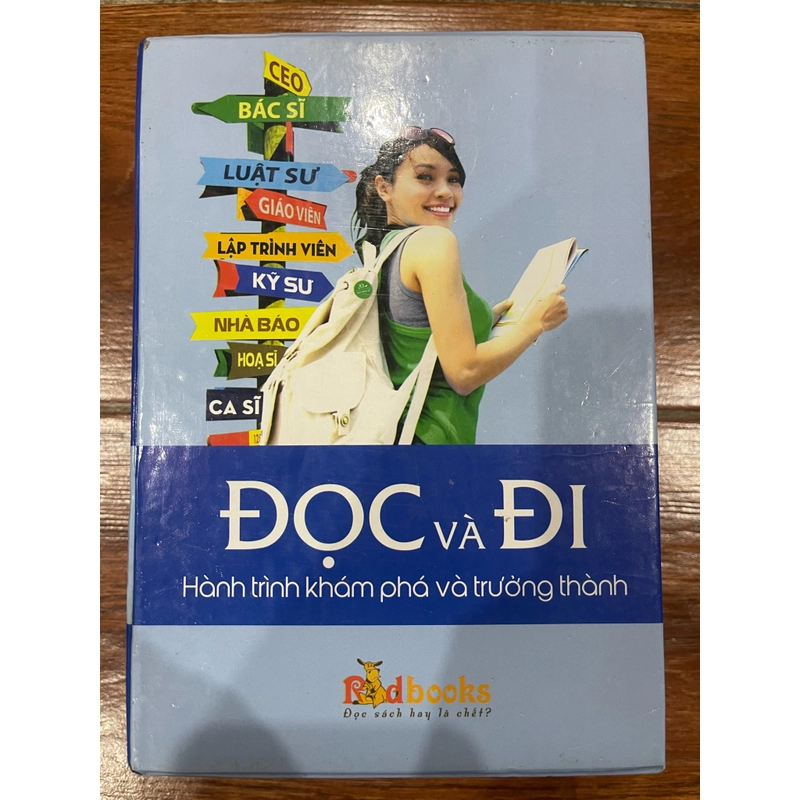 CEO
BÁC SĨ
LUẬT SƯ
GIÁO VIÊN
LẬP TRÌNH VIÊN
KỸ SƯ
NHÀ BÁO
HOẠ SĨ
CA SĨ
ĐỌC VÀ ĐI
Hành trình khám phá và trưởng thành
Rodbooks
Đọc sách hay là chết?